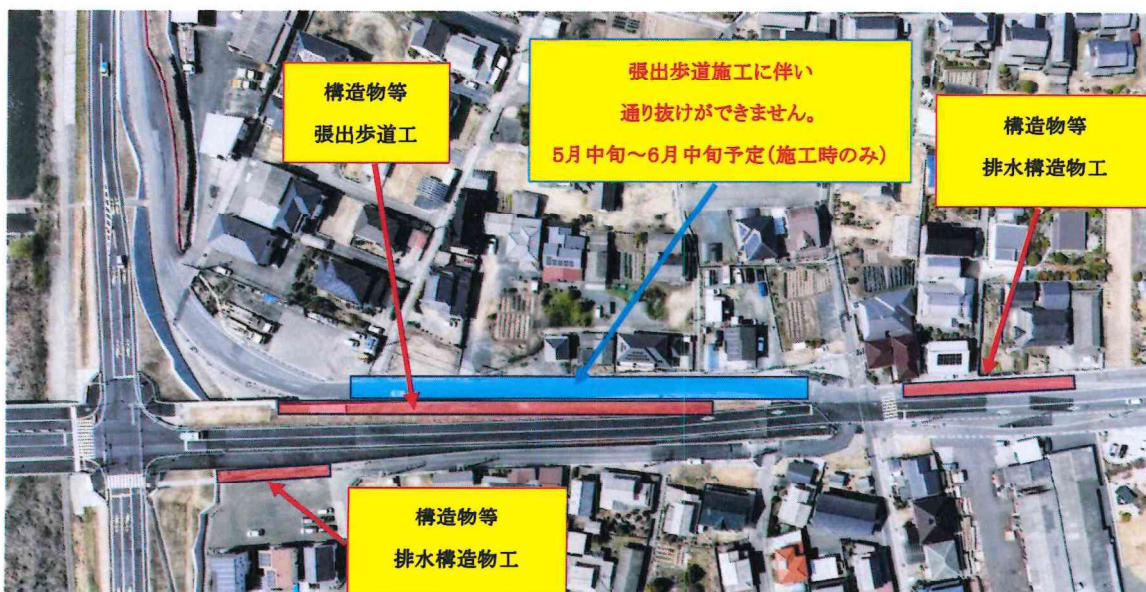 構造物等
張出歩道工
張出歩道施工に伴い
通り抜けができません。
5月中旬～6月中旬予定(施工時のみ)
構造物等
排水構造物工
構造物等
排水構造物工